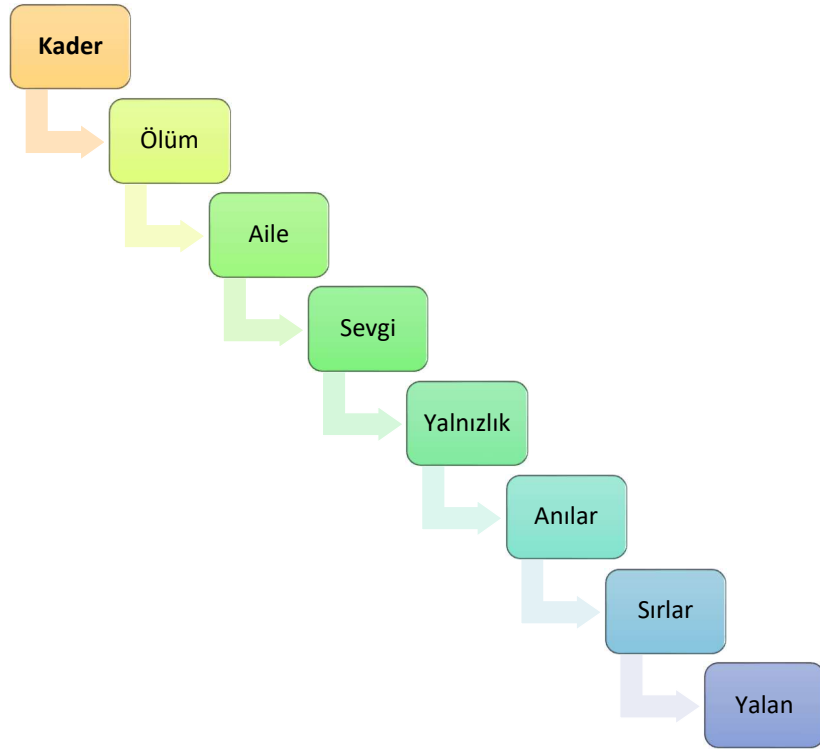 Kader
Ölüm
Aile
Sevgi
Yalnızlık
Anılar
Sırlar
Yalan